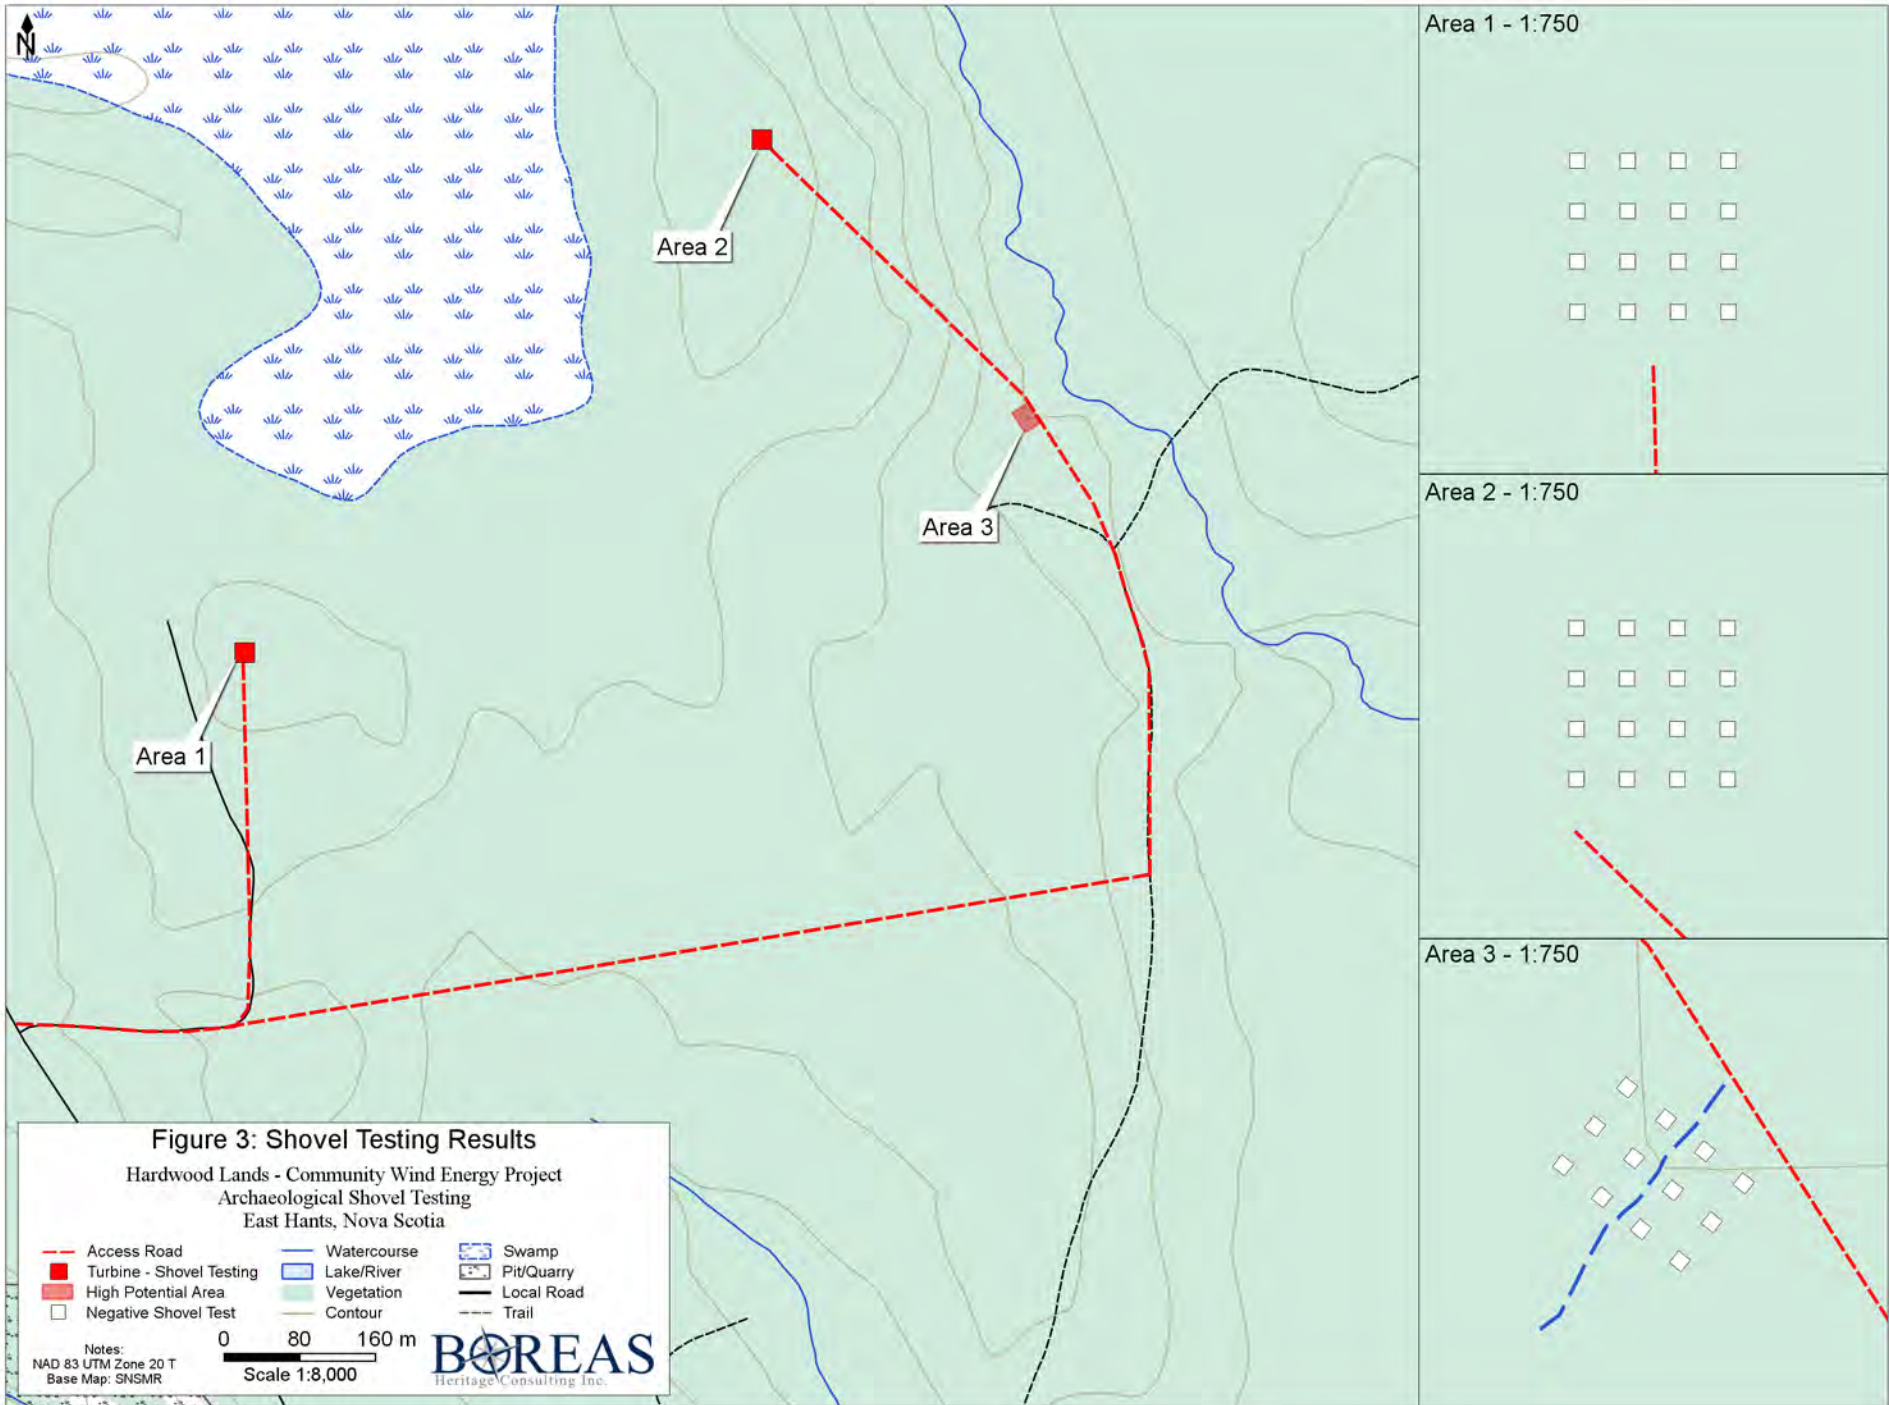 N
Area 1 - 1:750
Area 2
Area 3
Area 2 - 1:750
Area 1
Area 3 - 1:750
Figure 3: Shovel Testing Results
Hardwood Lands - Community Wind Energy Project
Archaeological Shovel Testing
East Hants, Nova Scotia
Access Road
Turbine - Shovel Testing
High Potential Area
Negative Shovel Test
Watercourse
Lake/River
Vegetation
Contour
Swamp
Pit/Quarry
Local Road
Trail
Notes:
NAD 83 UTM Zone 20 T
Base Map: SNSMR
0 80 160 m
Scale 1:8,000
BOREAS
Heritage Consulting Inc.